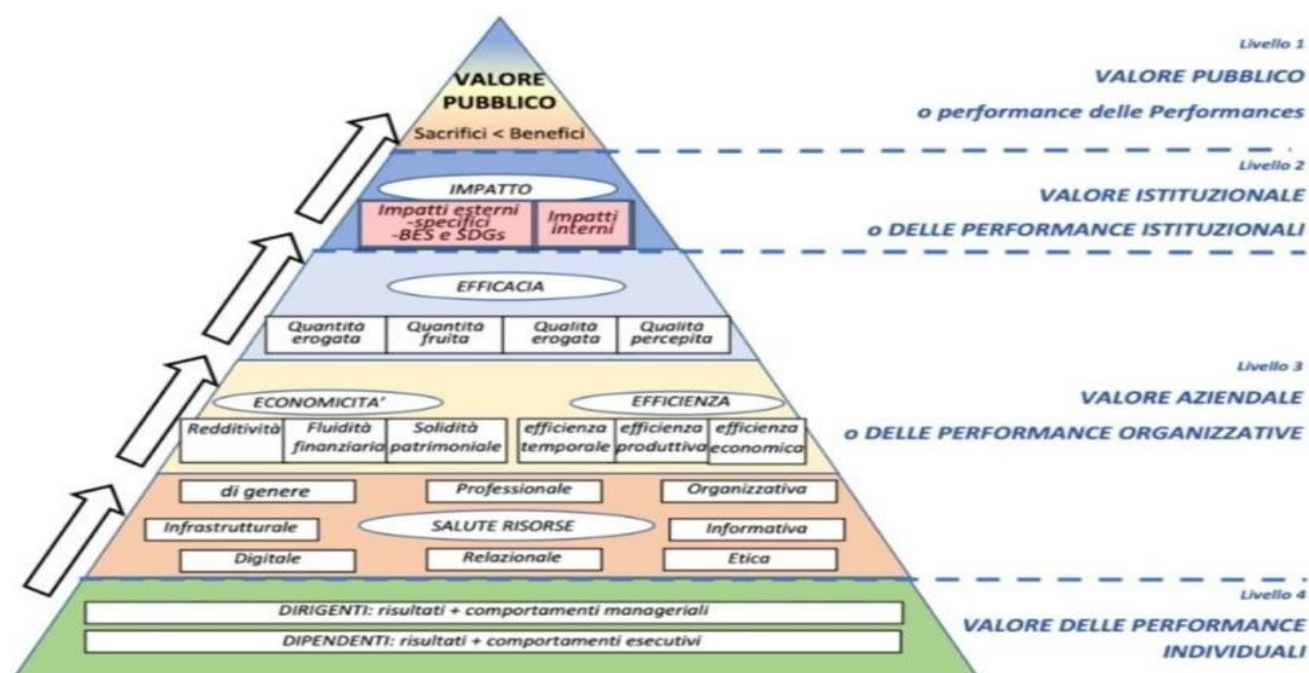 Livello 1
VALORE
PUBBLICO
Sacrifici < Benefici
VALORE PUBBLICO
o performance delle Performances
Livello 2
IMPATTO
Impatti esterni
-specifici
-BES e SDGs
Impatti
interni
VALORE ISTITUZIONALE
o DELLE PERFORMANCE ISTITUZIONALI
EFFICACIA
Quantità
erogata
Quantità
fruita
Qualità
erogata
Qualità
percepita
Livello 3
VALORE AZIENDALE
o DELLE PERFORMANCE ORGANIZZATIVE
ECONOMICITA'
EFFICIENZA
Redditività
Fluidità
finanziaria
Solidità
patrimoniale
efficienza
temporale
efficienza
produttiva
efficienza
economica
di genere
Professionale
Organizzativa
Infrastrutturale
SALUTE RISORSE
Informativa
Digitale
Relazionale
Etica
Livello 4
VALORE DELLE PERFORMANCE
INDIVIDUALI
DIRIGENTI: risultati + comportamenti manageriali
DIPENDENTI: risultati + comportamenti esecutivi